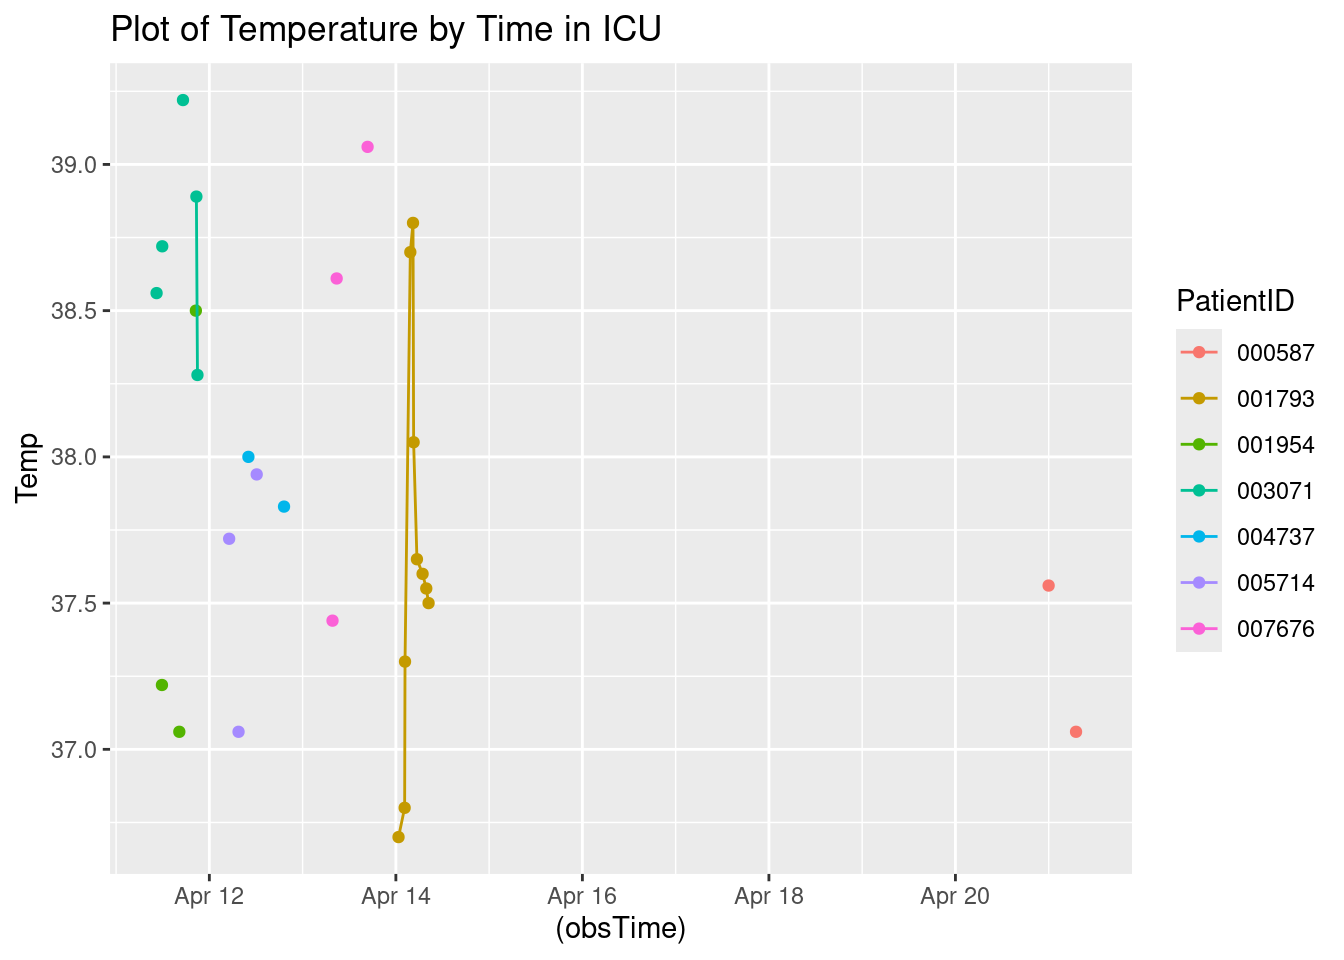 Plot of Temperature by Time in ICU
39.0
38.5
38.0
37.5
37.0
Temp
Apr 12
Apr 14
Apr 16
Apr 18
Apr 20
(obsTime)
PatientID
000587
001793
001954
003071
004737
005714
007676